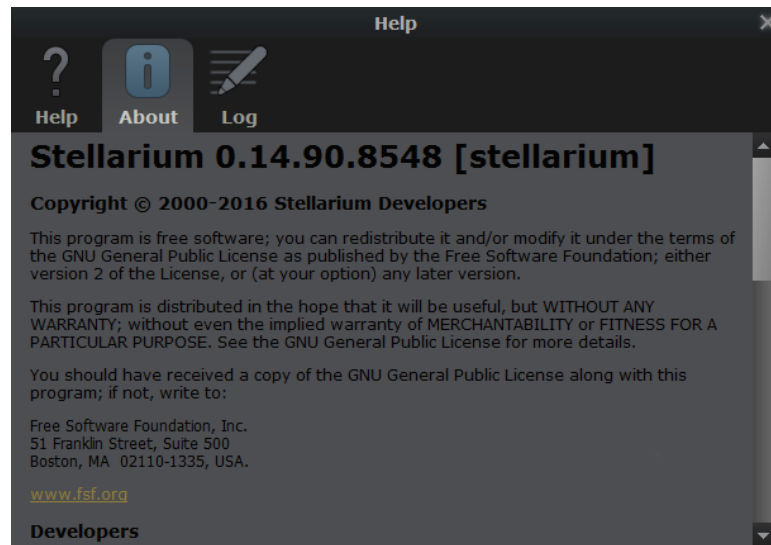 Help
Help
About
Log
Stellarium 0.14.90.8548 [stellarium]
Copyright © 2000-2016 Stellarium Developers
This program is free software; you can redistribute it and/or modify it under the terms of
the GNU General Public License as published by the Free Software Foundation; either
version 2 of the License, or (at your option) any later version.
This program is distributed in the hope that it will be useful, but WITHOUT ANY
WARRANTY; without even the implied warranty of MERCHANTABILITY or FITNESS FOR A
PARTICULAR PURPOSE. See the GNU General Public License for more details.
You should have received a copy of the GNU General Public License along with this
program; if not, write to:
Free Software Foundation, Inc.
51 Franklin Street, Suite 500
Boston, MA 02110-1335, USA.
www.fsf.org
Developers